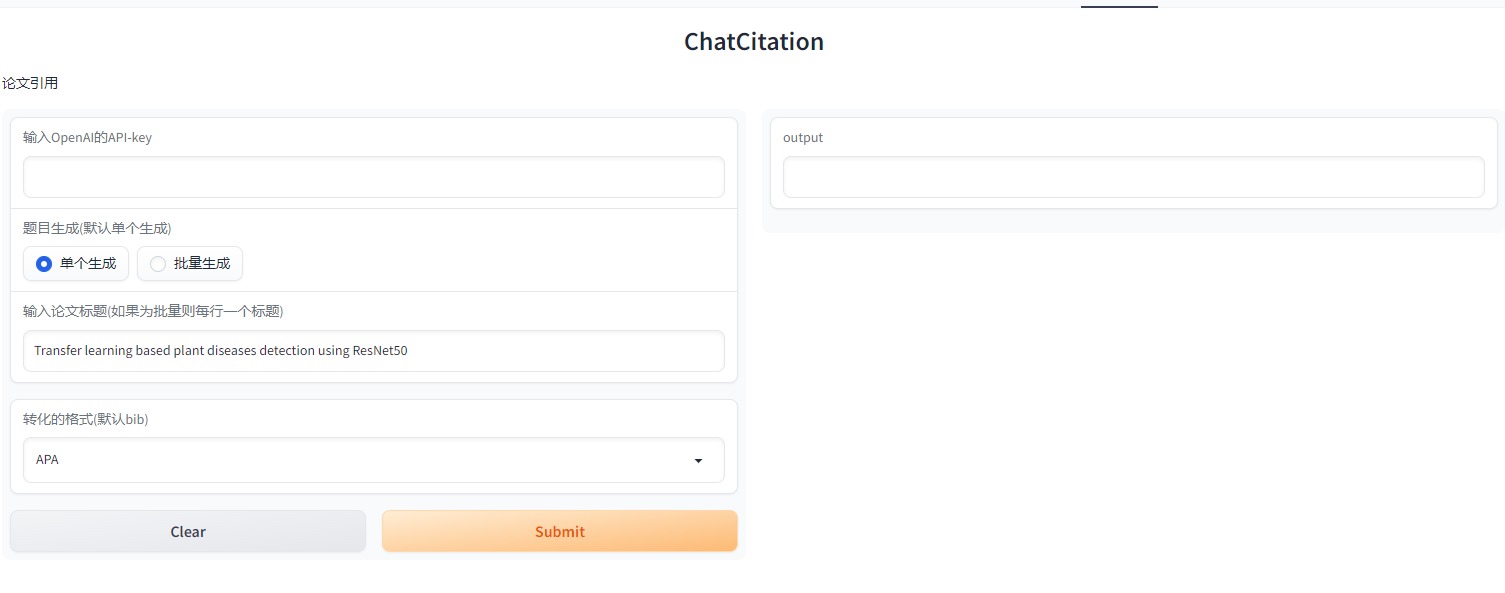 ChatCitation
论文引用
输入OpenAI的API-key
题目生成(默认单个生成)
单个生成 批量生成
输入论文标题(如果为批量则每行一个标题)
Transfer learning based plant diseases detection using ResNet50
转化的格式(默认bib)
APA
Clear Submit
output